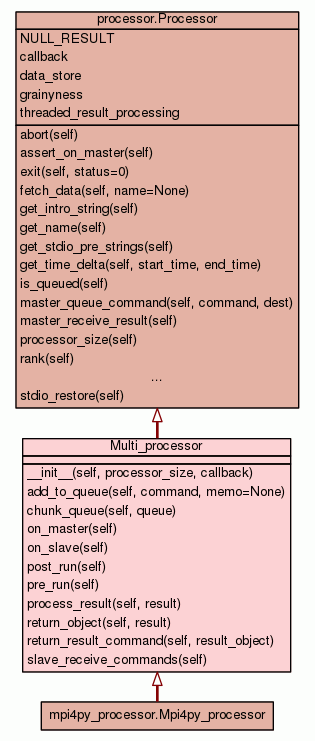 processor.Processor
NULL_RESULT
callback
data_store
grainyness
threaded_result_processing
abort(self)
assert_on_master(self)
exit(self, status=0)
fetch_data(self, name=None)
get_intro_string(self)
get_name(self)
get_stdio_pre_strings(self)
get_time_delta(self, start_time, end_time)
is_queued(self)
master_queue_command(self, command, dest)
master_receive_result(self)
processor_size(self)
rank(self)
...
stdio_restore(self)
Multi_processor
__init__(self, processor_size, callback)
add_to_queue(self, command, memo=None)
chunk_queue(self, queue)
on_master(self)
on_slave(self)
post_run(self)
pre_run(self)
process_result(self, result)
return_object(self, result)
return_result_command(self, result_object)
slave_receive_commands(self)
mpi4py_processor.Mpi4py_processor